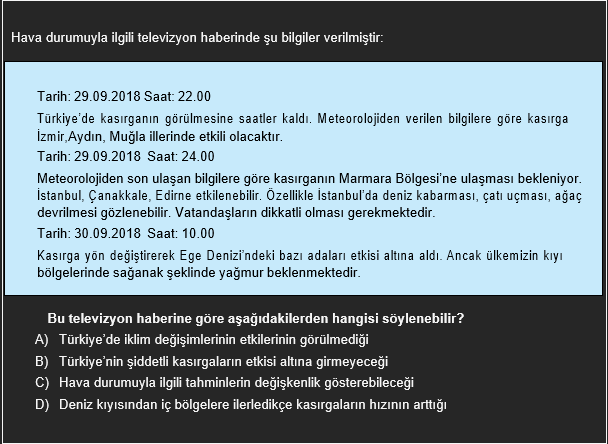 Hava durumuyla ilgili televizyon haberinde şu bilgiler verilmiştir:
Tarih: 29.09.2018 Saat: 22.00
Türkiye’de kasırganın görülmesine saatler kaldı. Meteorolojiden verilen bilgilere göre kasırga
İzmir,Aydın, Muğla illerinde etkili olacaktır.
Tarih: 29.09.2018 Saat: 24.00
Meteorolojiden son ulaşan bilgilere göre kasırganın Marmara Bölgesi’ne ulaşması bekleniyor.
İstanbul, Çanakkale, Edirne etkilenebilir. Özellikle İstanbul’da deniz kabarması, çatı uçması, ağaç
devrilmesi gözlenebilir. Vatandaşların dikkatli olması gerekmektedir.
Tarih: 30.09.2018 Saat: 10.00
Kasırga yön değiştirerek Ege Denizi’ndeki bazı adaları etkisi altına aldı. Ancak ülkemizin kıyı
bölgelerinde sağanak şeklinde yağmur beklenmektedir.
Bu televizyon haberine göre aşağıdakilerden hangisi söylenebilir?
A) Türkiye’de iklim değişimlerinin etkilerinin görülmediği
B) Türkiye’nin şiddetli kasırgaların etkisi altına girmeyeceği
C) Hava durumuyla ilgili tahminlerin değişkenlik gösterebileceği
D) Deniz kıyısından iç bölgelere ilerledikçe kasırgaların hızının arttığı